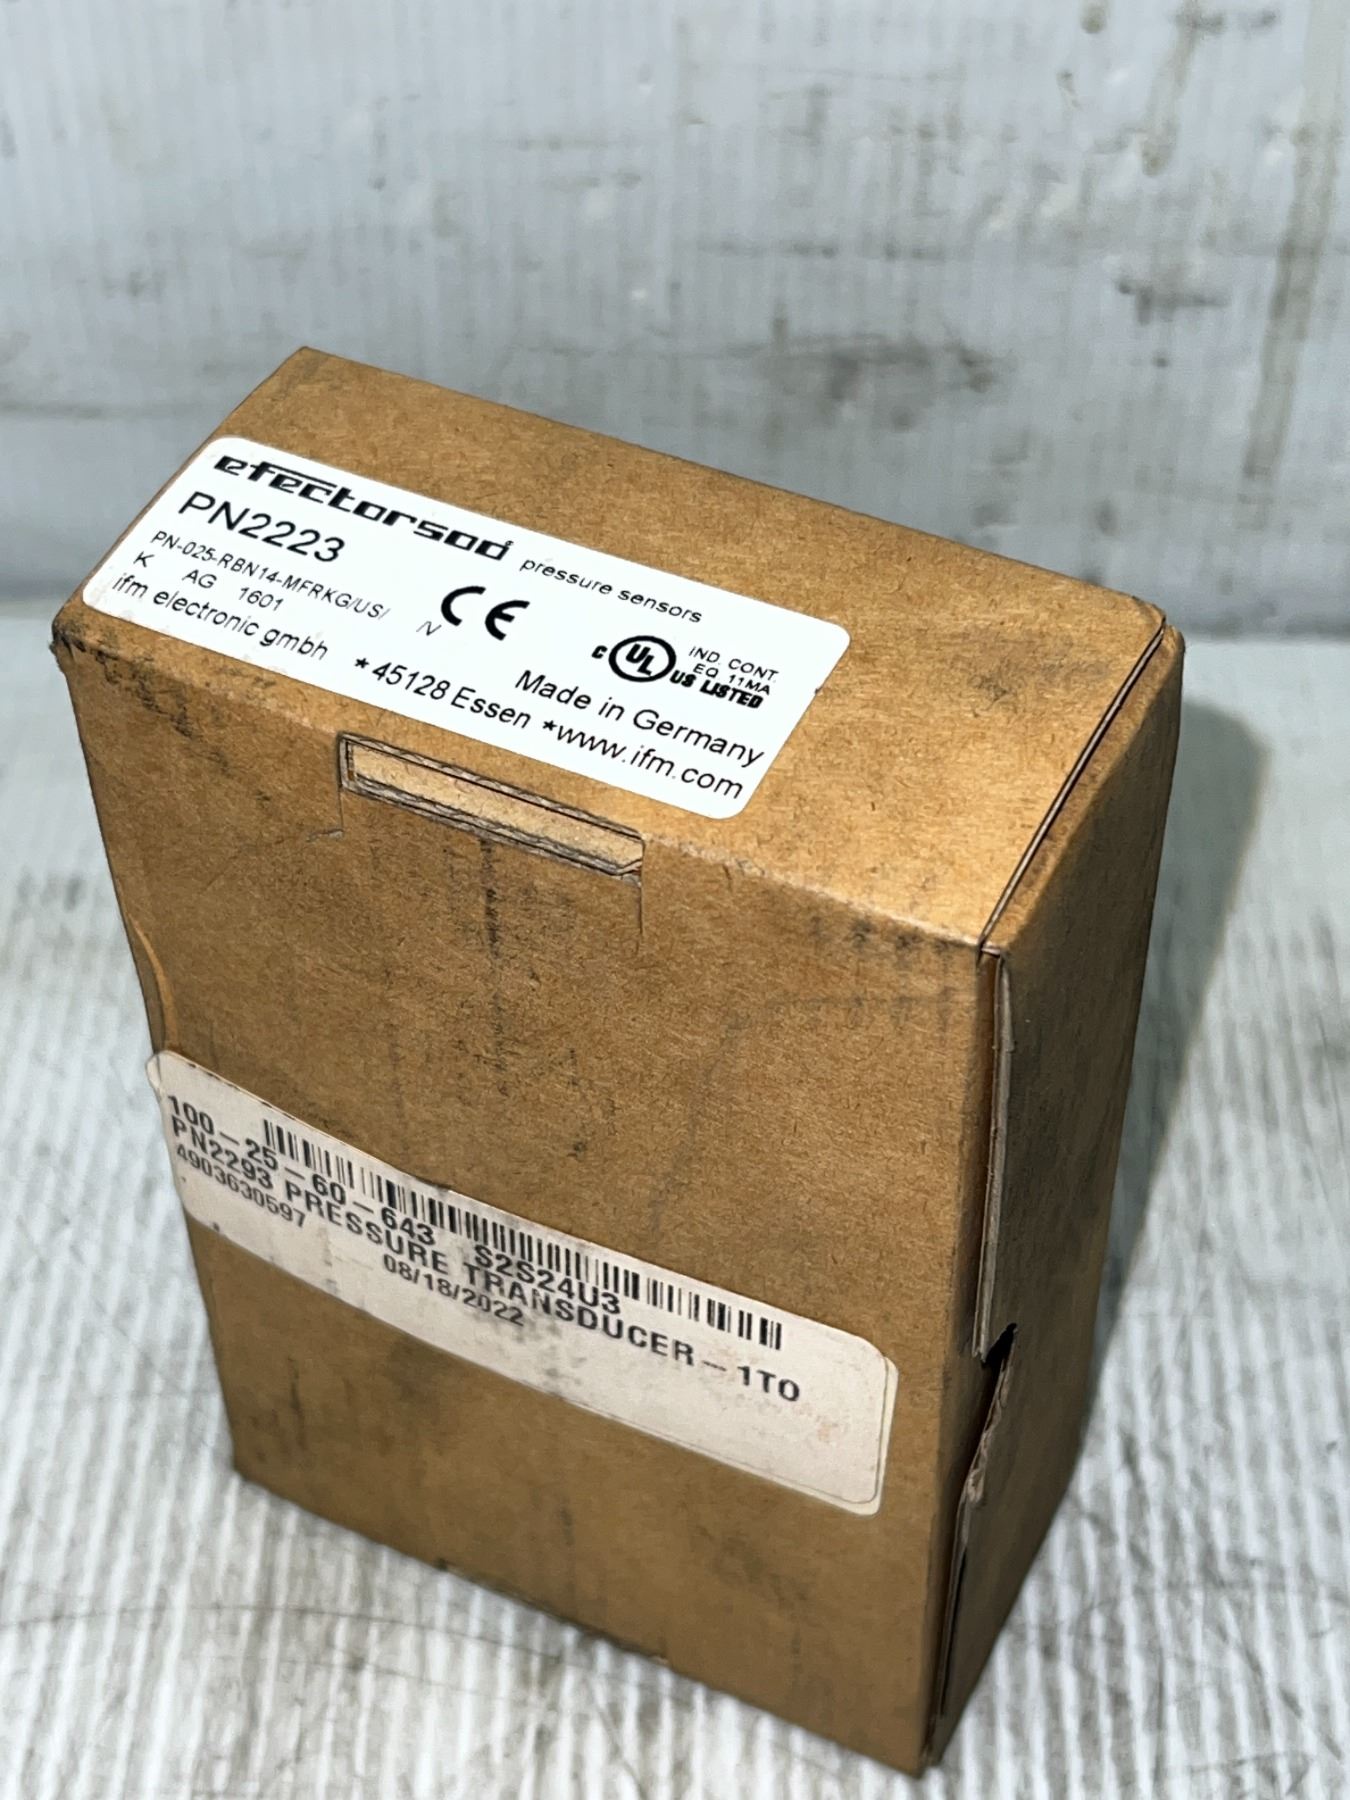 efector500 pressure sensors
PN2223
PN-025-RBN14-MFRKG/US/ /V
K AG 1601
CE
C UL US LISTED
IND. CONT.
EQ. 11MA
Made in Germany
ifm electronic gmbh * 45128 Essen *www.ifm.com
100-25-60-643 S2S24U3
PN2293 PRESSURE TRANSDUCER-1TO
4903630597 08/18/2022